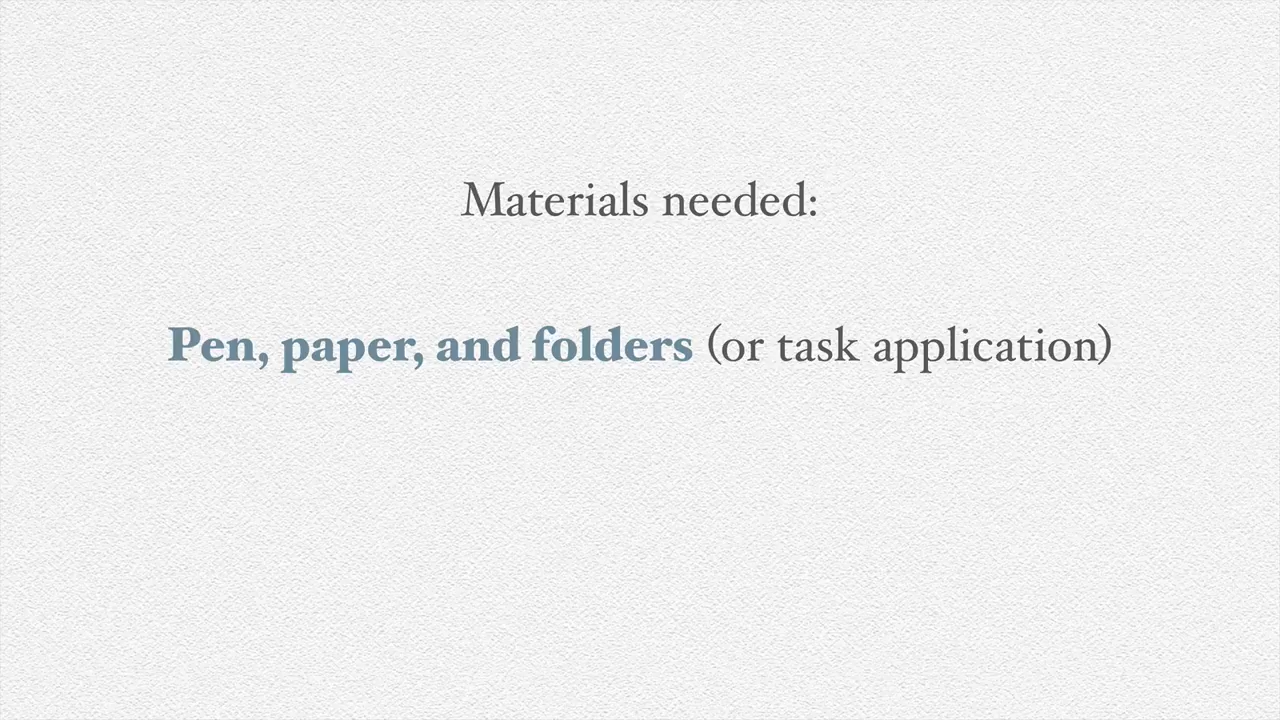 Materials needed:
Pen, paper, and folders (or task application)